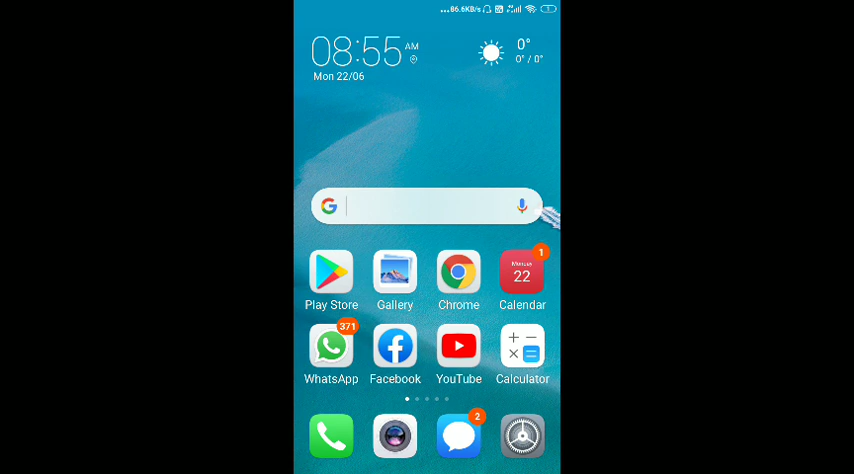 ...86.6KB/s
08:55 AM
Mon 22/06
0°
0° / 0°
1
Monday
22
Play Store
Gallery
Chrome
Calendar
371
WhatsApp
Facebook
YouTube
Calculator
2